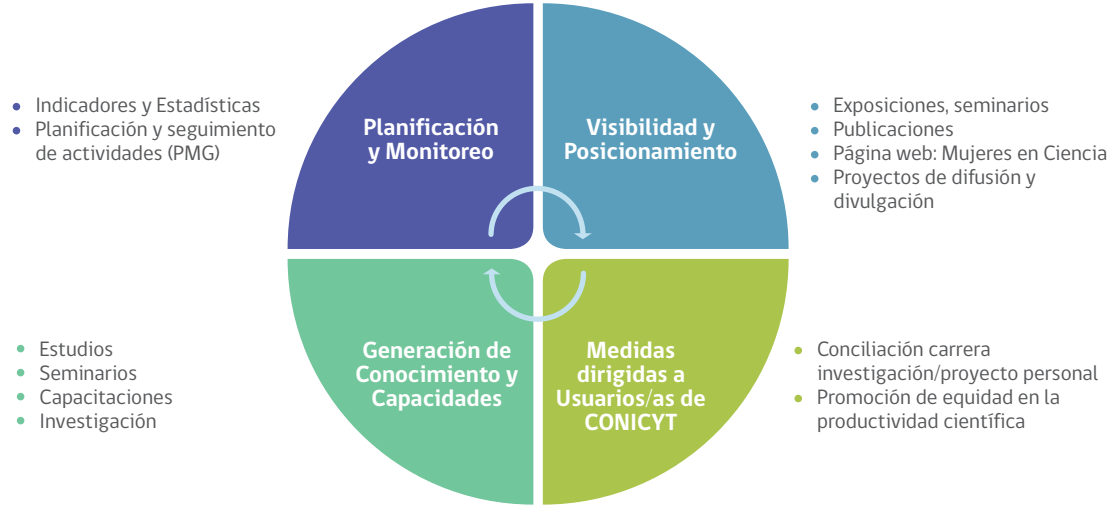 Indicadores y Estadísticas
Planificación y seguimiento
de actividades (PMG)
Planificación
y Monitoreo
Visibilidad y
Posicionamiento
Exposiciones, seminarios
Publicaciones
Página web: Mujeres en Ciencia
Proyectos de difusión y
divulgación
Estudios
Seminarios
Capacitaciones
Investigación
Generación de
Conocimiento y
Capacidades
Medidas
dirigidas a
Usuarios/as de
CONICYT
Conciliación carrera
investigación/proyecto personal
Promoción de equidad en la
productividad científica